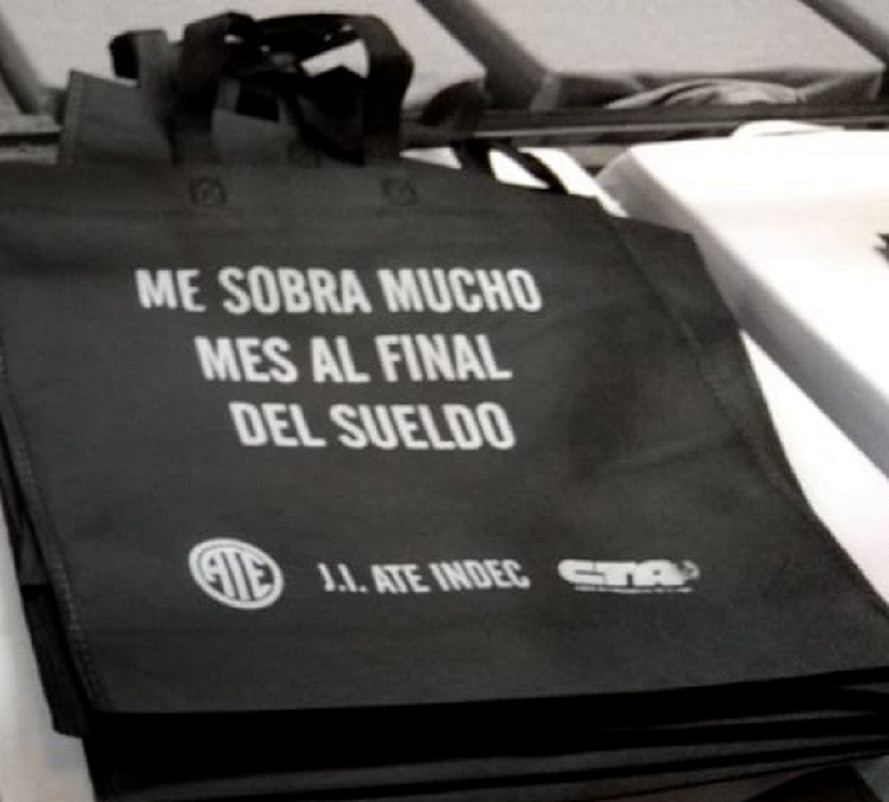 ME SOBRA MUCHO
MES AL FINAL
DEL SUELDO
ATE J.I. ATE INDEC CTA